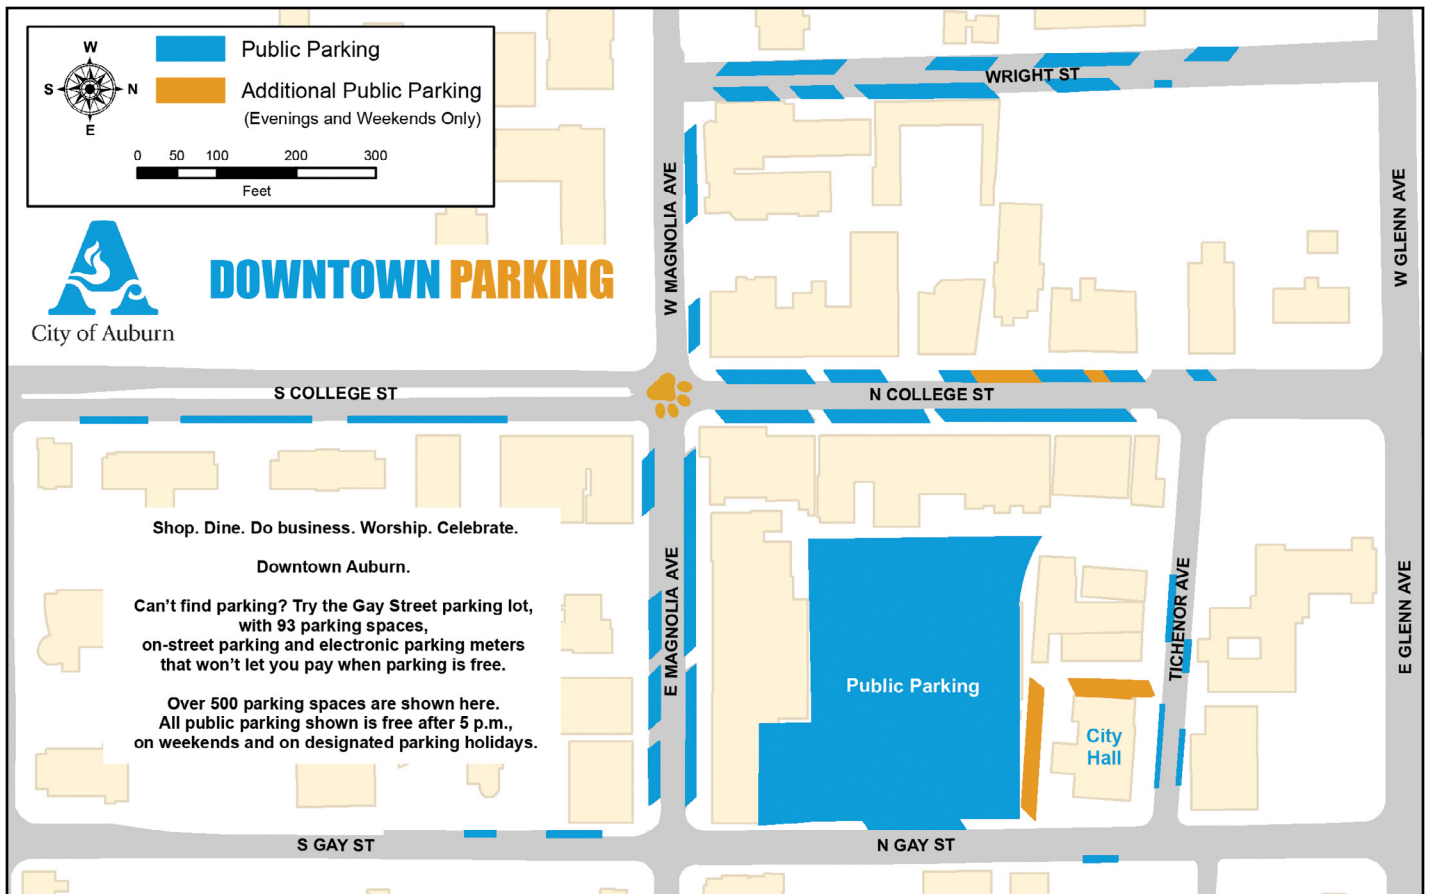 W
S
N
E
Public Parking
Additional Public Parking
(Evenings and Weekends Only)
0 50 100 200 300
Feet
City of Auburn
DOWNTOWN PARKING
WRIGHT ST
W MAGNOLIA AVE
W GLENN AVE
S COLLEGE ST
N COLLEGE ST
Shop. Dine. Do business. Worship. Celebrate.
Downtown Auburn.
Can't find parking? Try the Gay Street parking lot,
with 93 parking spaces,
on-street parking and electronic parking meters
that won't let you pay when parking is free.
Over 500 parking spaces are shown here.
All public parking shown is free after 5 p.m.,
on weekends and on designated parking holidays.
E MAGNOLIA AVE
Public Parking
City
Hall
TICHENOR AVE
E GLENN AVE
S GAY ST
N GAY ST